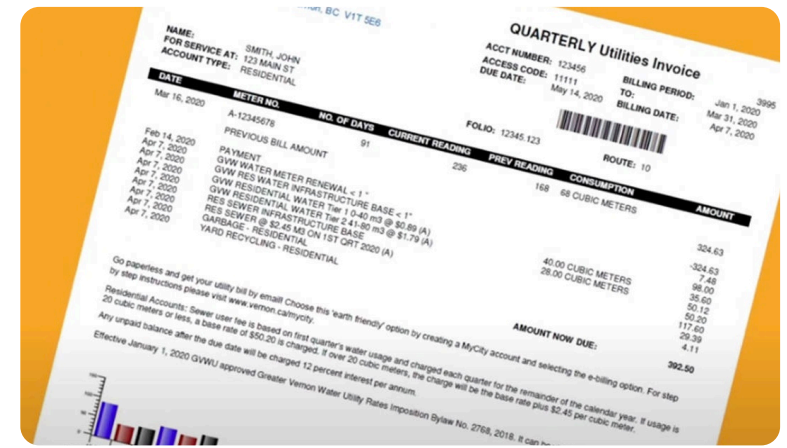 BC V1T 5E6
QUARTERLY Utilities Invoice
3995
NAME: SMITH, JOHN
FOR SERVICE AT: 123 MAIN ST
ACCOUNT TYPE: RESIDENTIAL
ACCT NUMBER: 123456
ACCESS CODE: 11111
DUE DATE: May 14, 2020
BILLING PERIOD: Jan 1, 2020
TO: Mar 31, 2020
BILLING DATE: Apr 7, 2020
FOLIO: 12345.123
ROUTE: 10
DATE METER NO. NO. OF DAYS CURRENT READING PREV READING CONSUMPTION AMOUNT
Mar 16, 2020 A-12345678 91 236 168 68 CUBIC METERS
PREVIOUS BILL AMOUNT 324.63
Feb 14, 2020 PAYMENT -324.63
Apr 7, 2020 GVW WATER METER RENEWAL < 1 " 7.48
Apr 7, 2020 GVW RES WATER INFRASTRUCTURE BASE < 1" 98.00
Apr 7, 2020 GVW RESIDENTIAL WATER Tier 1 0-40 m3 @ $0.89 (A) 40.00 CUBIC METERS 35.60
Apr 7, 2020 GVW RESIDENTIAL WATER Tier 2 41-80 m3 @ $1.79 (A) 28.00 CUBIC METERS 50.12
Apr 7, 2020 RES SEWER INFRASTRUCTURE BASE 50.20
Apr 7, 2020 RES SEWER @ $2.45 M3 ON 1ST QRT 2020 (A) 117.60
Apr 7, 2020 GARBAGE - RESIDENTIAL 29.39
Apr 7, 2020 YARD RECYCLING - RESIDENTIAL 4.11
AMOUNT NOW DUE: 392.50
Go paperless and get your utility bill by email! Choose this 'earth friendly' option by creating a MyCity account and selecting the e-billing option. For step
by step instructions please visit www.vernon.ca/mycity.
Residential Accounts: Sewer user fee is based on first quarter's water usage and charged each quarter for the remainder of the calendar year. If usage is
20 cubic meters or less, a base rate of $50.20 is charged. If over 20 cubic meters, the charge will be the base rate plus $2.45 per cubic meter.
Any unpaid balance after the due date will be charged 12 percent interest per annum.
Effective January 1, 2020 GVWU approved Greater Vernon Water Utility Rates Imposition Bylaw No. 2768, 2018. It can be